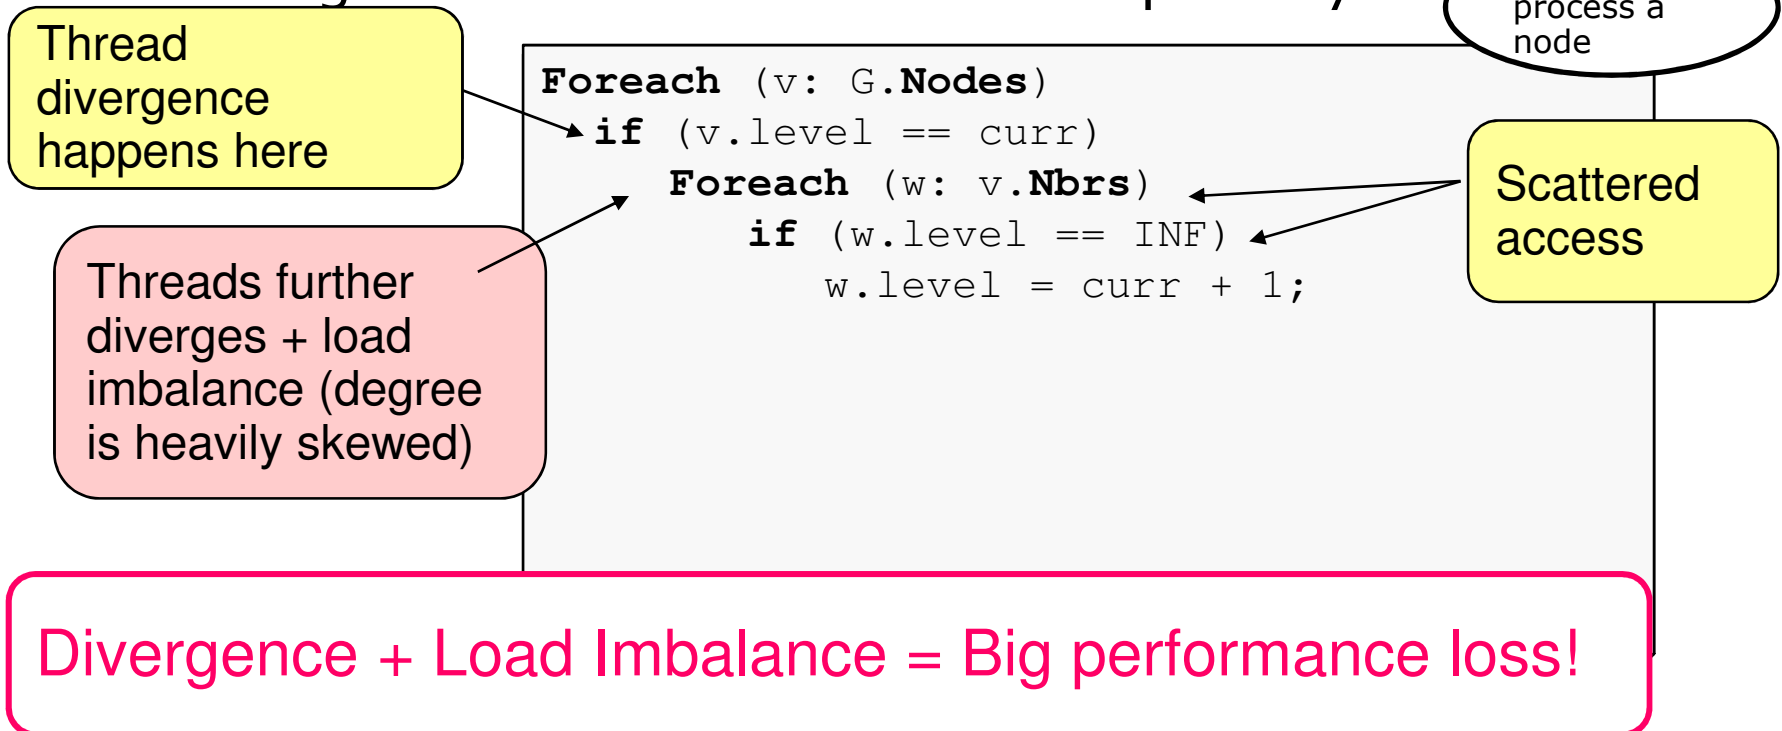 process a
node
Thread
divergence
happens here
Foreach (v: G.Nodes)
if (v.level == curr)
Foreach (w: v.Nbrs)
if (w.level == INF)
w.level = curr + 1;
Scattered
access
Threads further
diverges + load
imbalance (degree
is heavily skewed)
Divergence + Load Imbalance = Big performance loss!